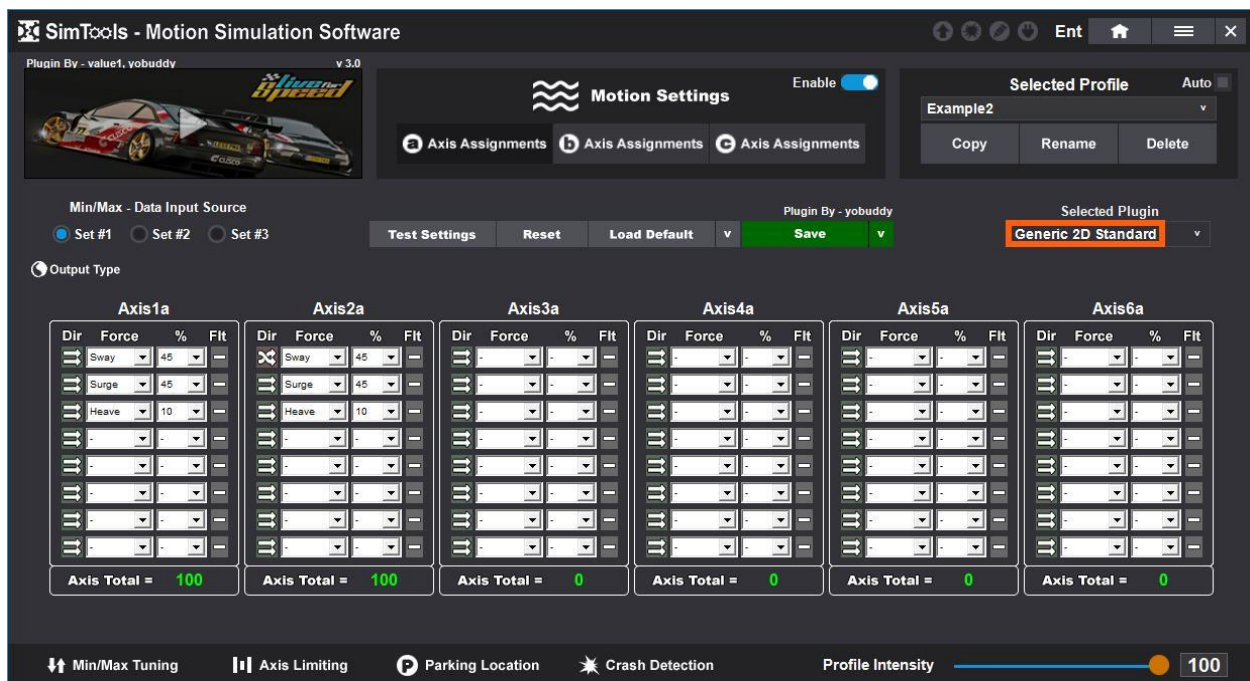 SimTools - Motion Simulation Software
Ent
Plugin By - value1, yobuddy
v 3.0
Live for Speed
CUSCO
CUSCO
Motion Settings
Enable
a Axis Assignments
b Axis Assignments
c Axis Assignments
Selected Profile
Auto
Example2
v
Copy
Rename
Delete
Min/Max - Data Input Source
Set #1
Set #2
Set #3
Plugin By - yobuddy
Test Settings
Reset
Load Default
v
Save
v
Selected Plugin
Generic 2D Standard
v
Output Type
Axis1a
Dir Force % Flt
Sway 45
Surge 45
Heave 10
- -
- -
- -
- -
- -
Axis Total = 100
Axis2a
Dir Force % Flt
Sway 45
Surge 45
Heave 10
- -
- -
- -
- -
- -
Axis Total = 100
Axis3a
Dir Force % Flt
- -
- -
- -
- -
- -
- -
- -
- -
Axis Total = 0
Axis4a
Dir Force % Flt
- -
- -
- -
- -
- -
- -
- -
- -
Axis Total = 0
Axis5a
Dir Force % Flt
- -
- -
- -
- -
- -
- -
- -
- -
Axis Total = 0
Axis6a
Dir Force % Flt
- -
- -
- -
- -
- -
- -
- -
- -
Axis Total = 0
Min/Max Tuning
Axis Limiting
P Parking Location
Crash Detection
Profile Intensity
100